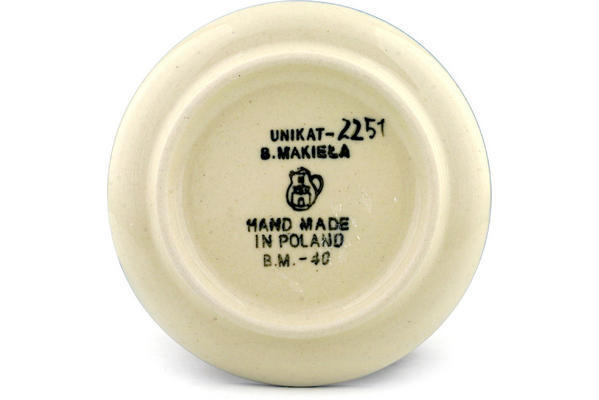 UNIKAT-2251
B.MAKIEŁA
HAND MADE
IN POLAND
B.M.-40